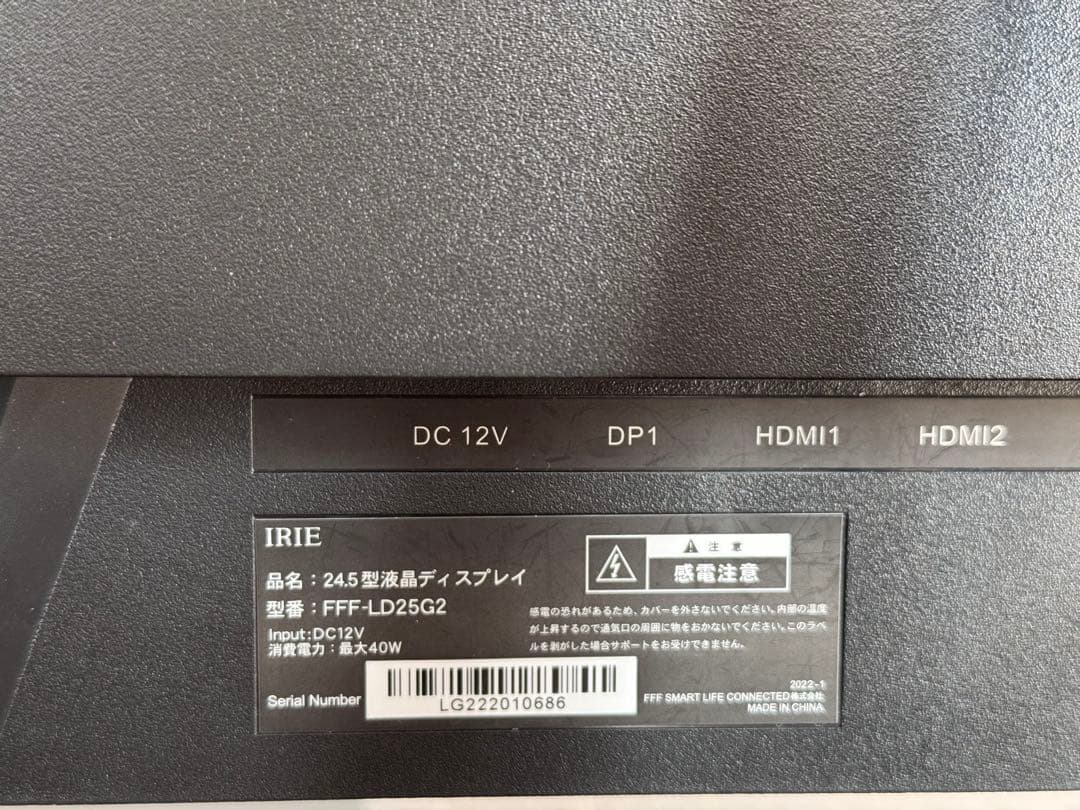 DC 12V DP1 HDMI1 HDMI2
IRIE
品名：24.5型液晶ディスプレイ
型番：FFF-LD25G2
Input:DC12V
消費電力：最大40W
Serial Number
LG222010686
注 意
感電注意
感電の恐れがあるため、カバーを外さないでください。内部の温度
が上昇するので通気口の周囲に物をおかないでください。このラベ
ルを剥がした場合サポートをお受けできません。
2022-1
FFF SMART LIFE CONNECTED株式会社
MADE IN CHINA